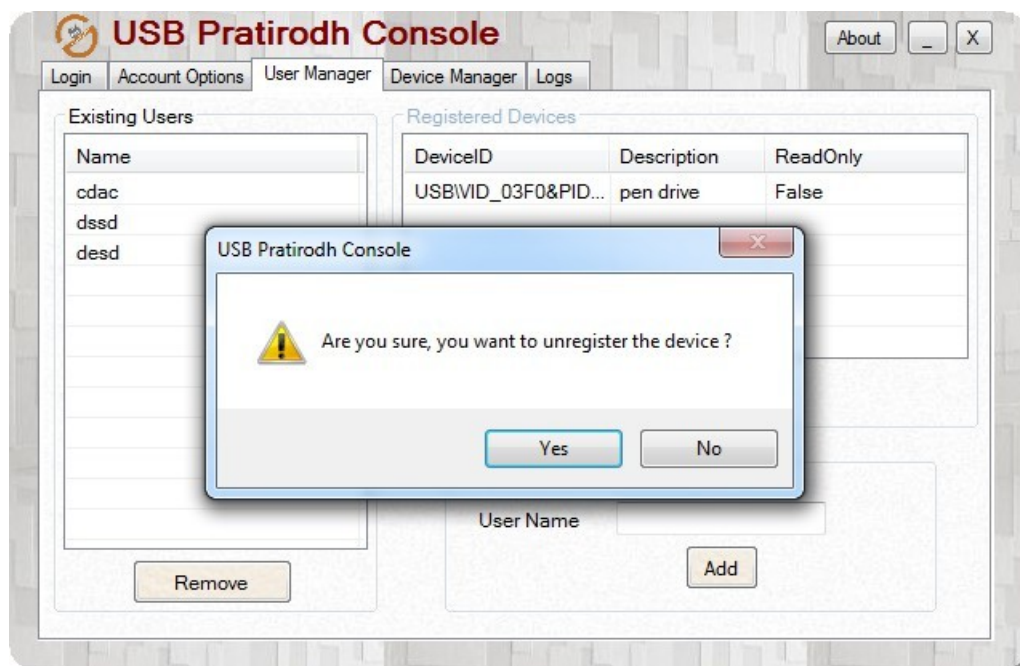 USB Pratirodh Console
About _ X
Login Account Options User Manager Device Manager Logs
Existing Users
Name
cdac
dssd
desd
Remove
Registered Devices
DeviceID Description ReadOnly
USB\VID_03F0&PID... pen drive False
USB Pratirodh Console
X
Are you sure, you want to unregister the device ?
Yes No
User Name
Add